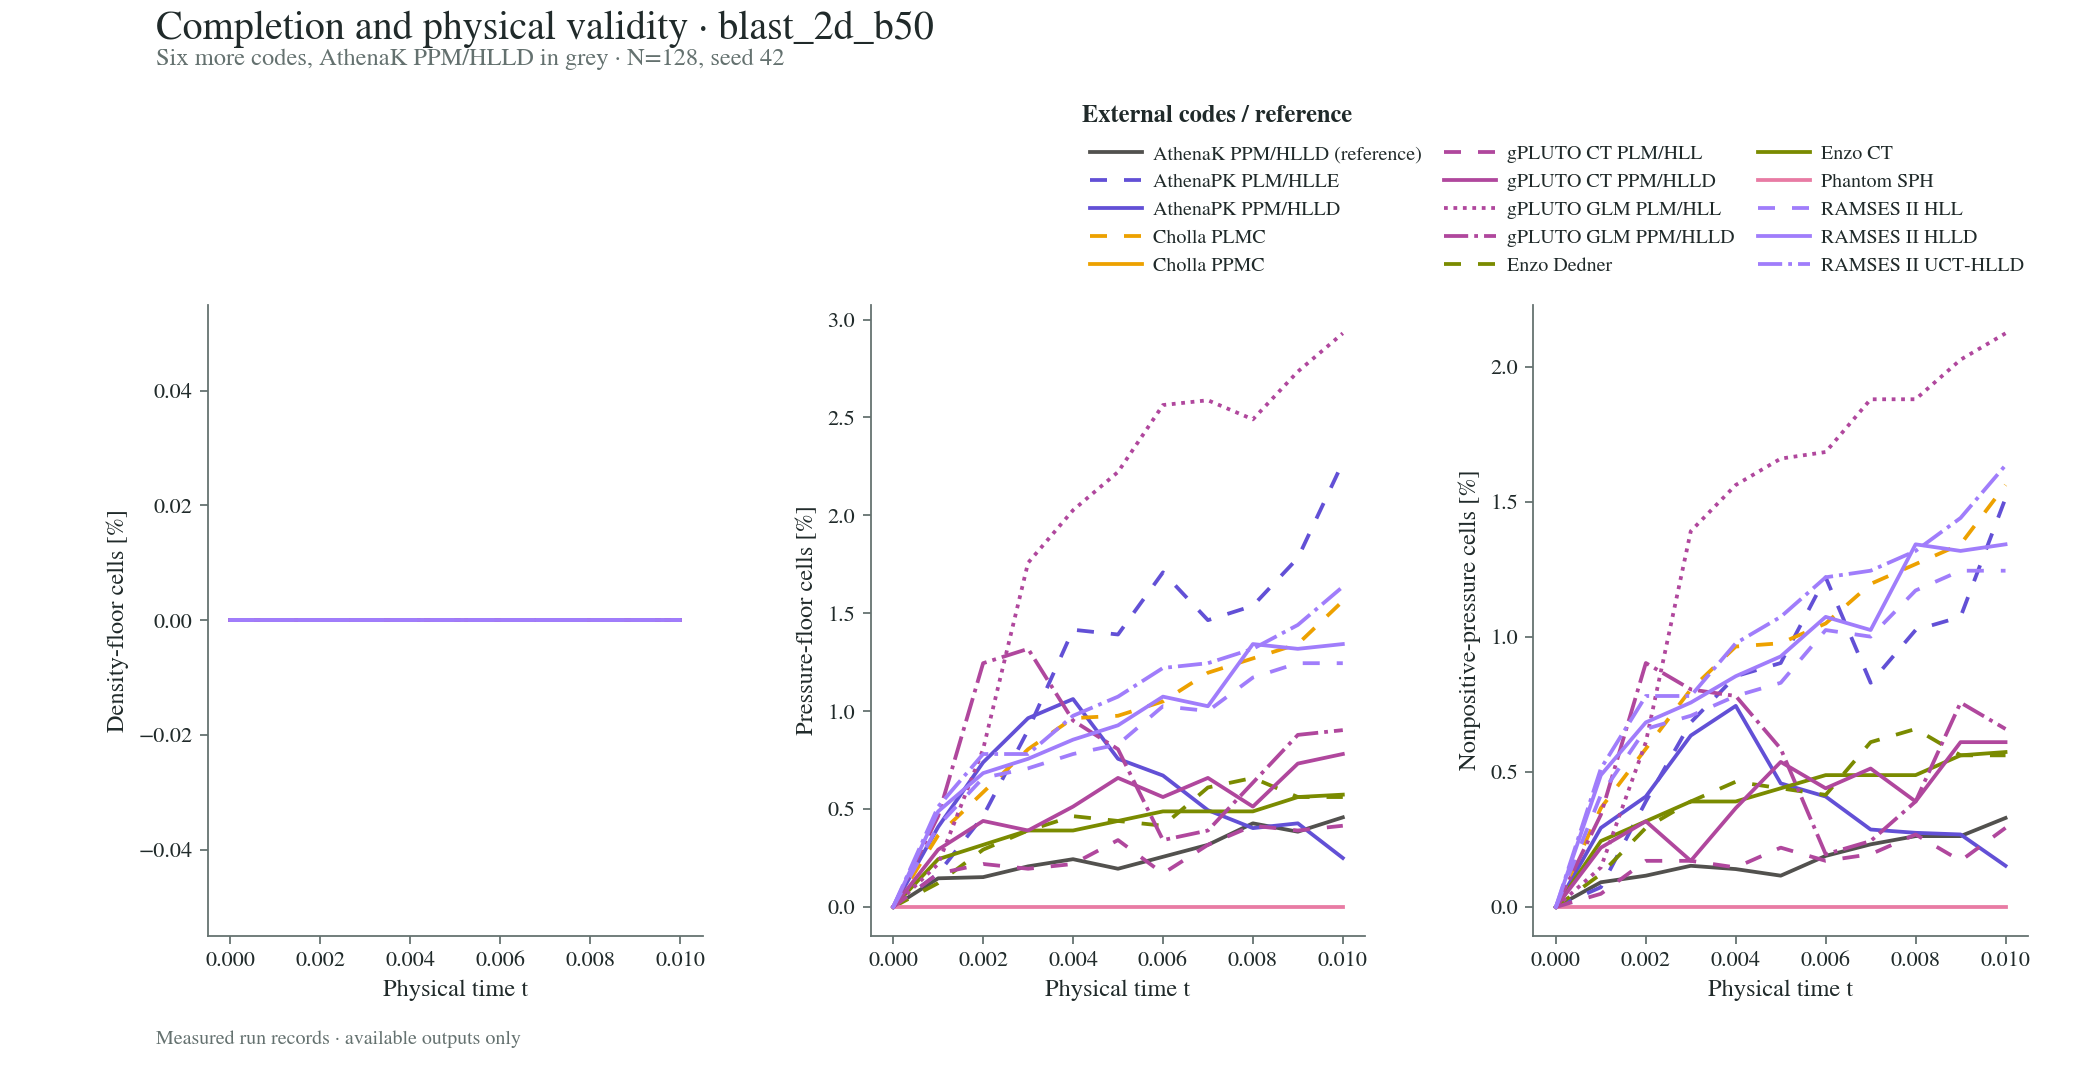 Completion and physical validity · blast_2d_b50
Six more codes, AthenaK PPM/HLLD in grey · N=128, seed 42
External codes / reference
AthenaK PPM/HLLD (reference)
AthenaPK PLM/HLLE
AthenaPK PPM/HLLD
Cholla PLMC
Cholla PPMC
gPLUTO CT PLM/HLL
gPLUTO CT PPM/HLLD
gPLUTO GLM PLM/HLL
gPLUTO GLM PPM/HLLD
Enzo Dedner
Enzo CT
Phantom SPH
RAMSES II HLL
RAMSES II HLLD
RAMSES II UCT-HLLD
Density-floor cells [%]
0.04
0.02
0.00
−0.02
−0.04
0.000 0.002 0.004 0.006 0.008 0.010
Physical time t
Pressure-floor cells [%]
3.0
2.5
2.0
1.5
1.0
0.5
0.0
0.000 0.002 0.004 0.006 0.008 0.010
Physical time t
Nonpositive-pressure cells [%]
2.0
1.5
1.0
0.5
0.0
0.000 0.002 0.004 0.006 0.008 0.010
Physical time t
Measured run records · available outputs only